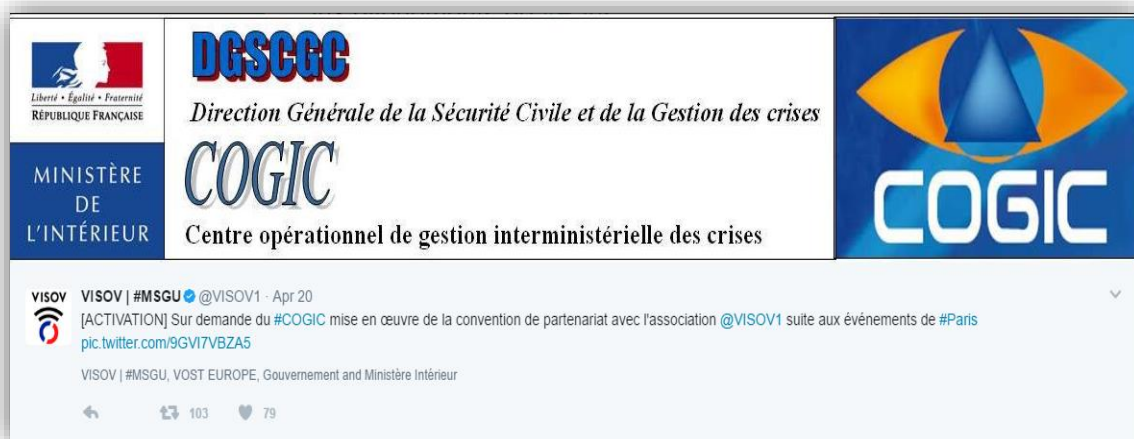 Liberté • Égalité • Fraternité
RÉPUBLIQUE FRANÇAISE
MINISTÈRE
DE
L'INTÉRIEUR
DGSCGC
Direction Générale de la Sécurité Civile et de la Gestion des crises
COGIC
Centre opérationnel de gestion interministérielle des crises
COGIC
VISOV
VISOV | #MSGU @VISOV1 · Apr 20
[ACTIVATION] Sur demande du #COGIC mise en œuvre de la convention de partenariat avec l'association @VISOV1 suite aux événements de #Paris
pic.twitter.com/9GVI7VBZA5
VISOV | #MSGU, VOST EUROPE, Gouvernement and Ministère Intérieur
103 79